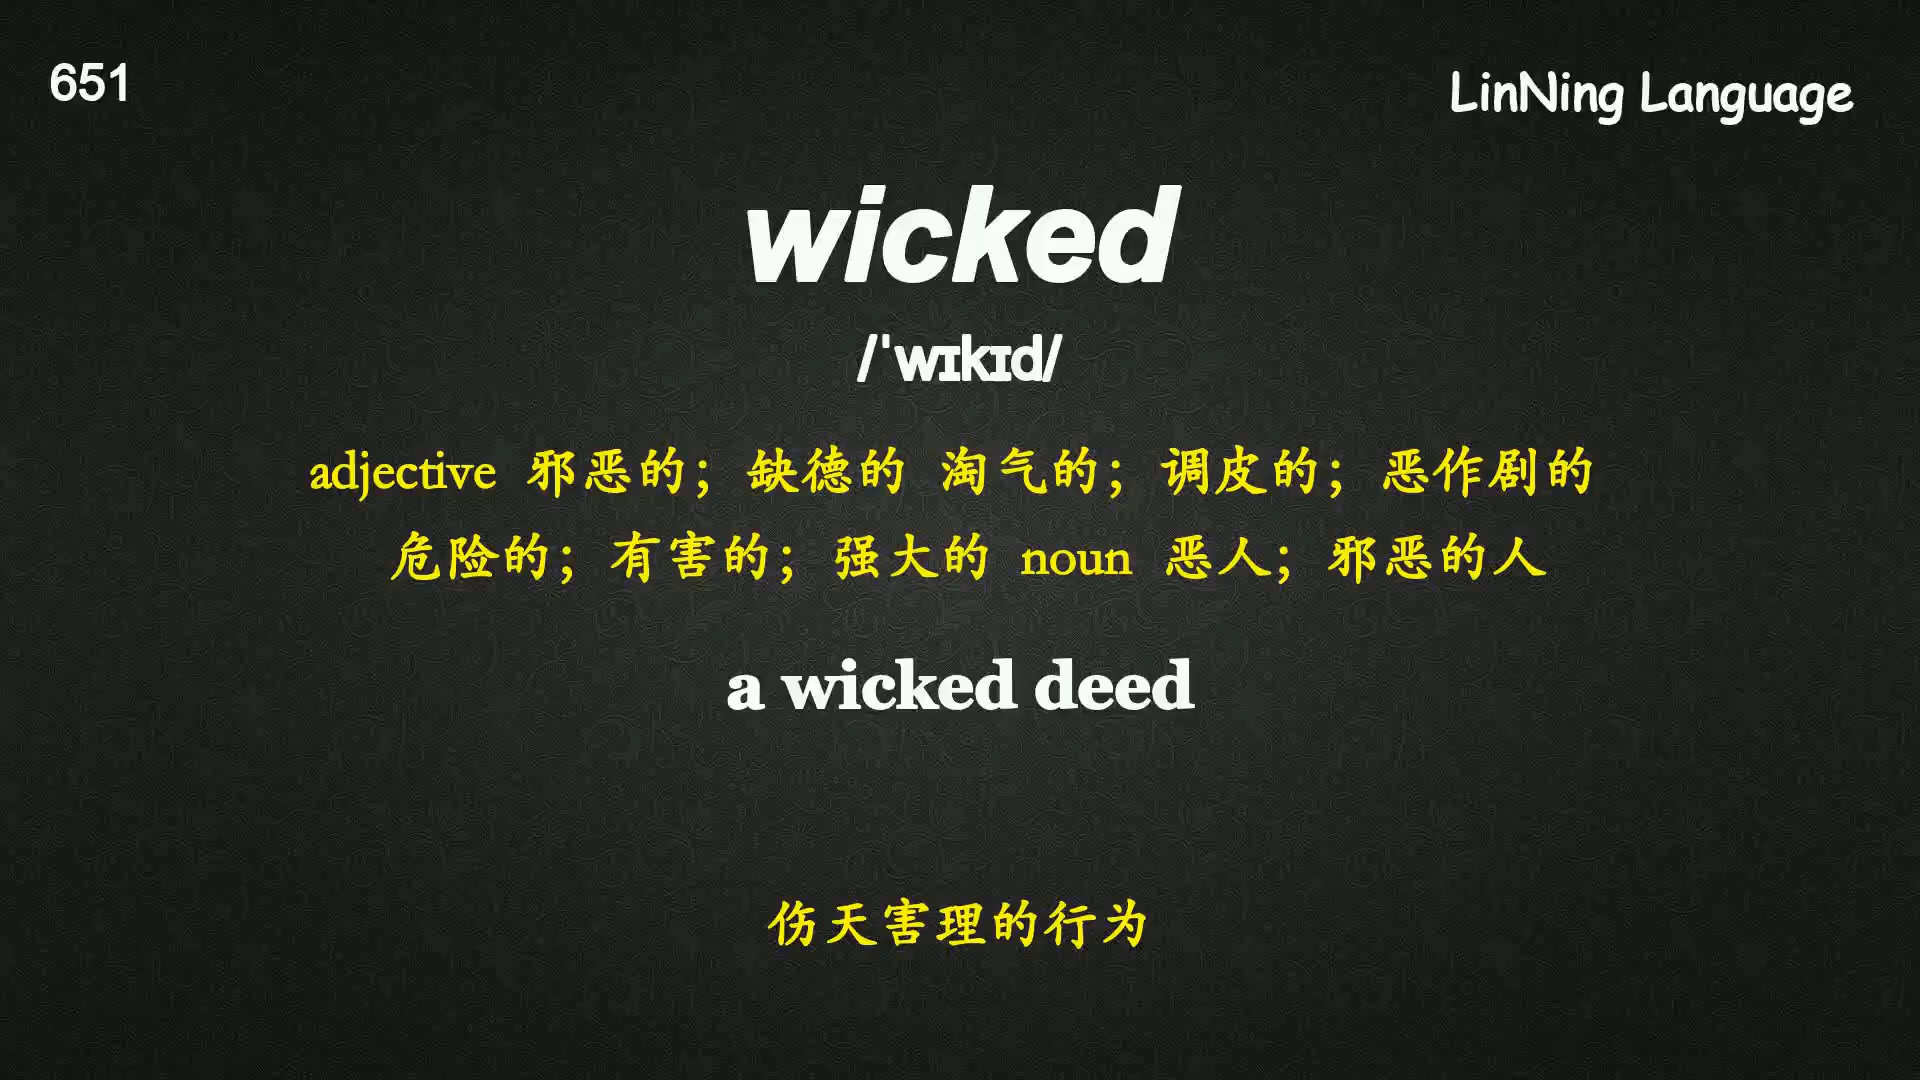 651
LinNing Language
wicked
/ˈwɪkɪd/
adjective 邪恶的；缺德的 淘气的；调皮的；恶作剧的
危险的；有害的；强大的 noun 恶人；邪恶的人
a wicked deed
伤天害理的行为